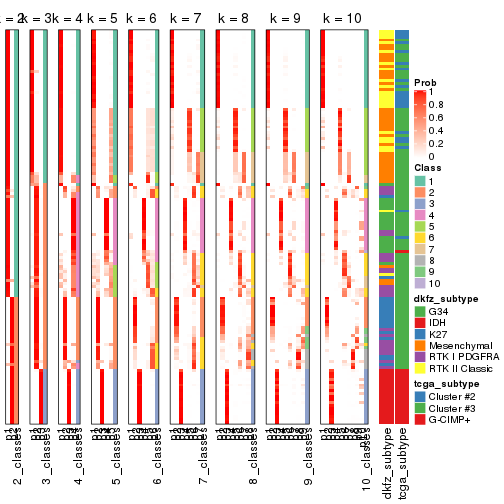 k = 2 k = 3 k = 4 k = 5 k = 6 k = 7 k = 8 k = 9 k = 10
Prob
1
0.8
0.6
0.4
0.2
0
Class
1
2
3
4
5
6
7
8
9
10
dkfz_subtype
G34
IDH
K27
Mesenchymal
RTK I PDGFRA
RTK II Classic
tcga_subtype
Cluster #2
Cluster #3
G-CIMP+
2_classes
3_classes
4_classes
5_classes
6_classes
7_classes
8_classes
9_classes
10_classes
dkfz_subtype
tcga_subtype